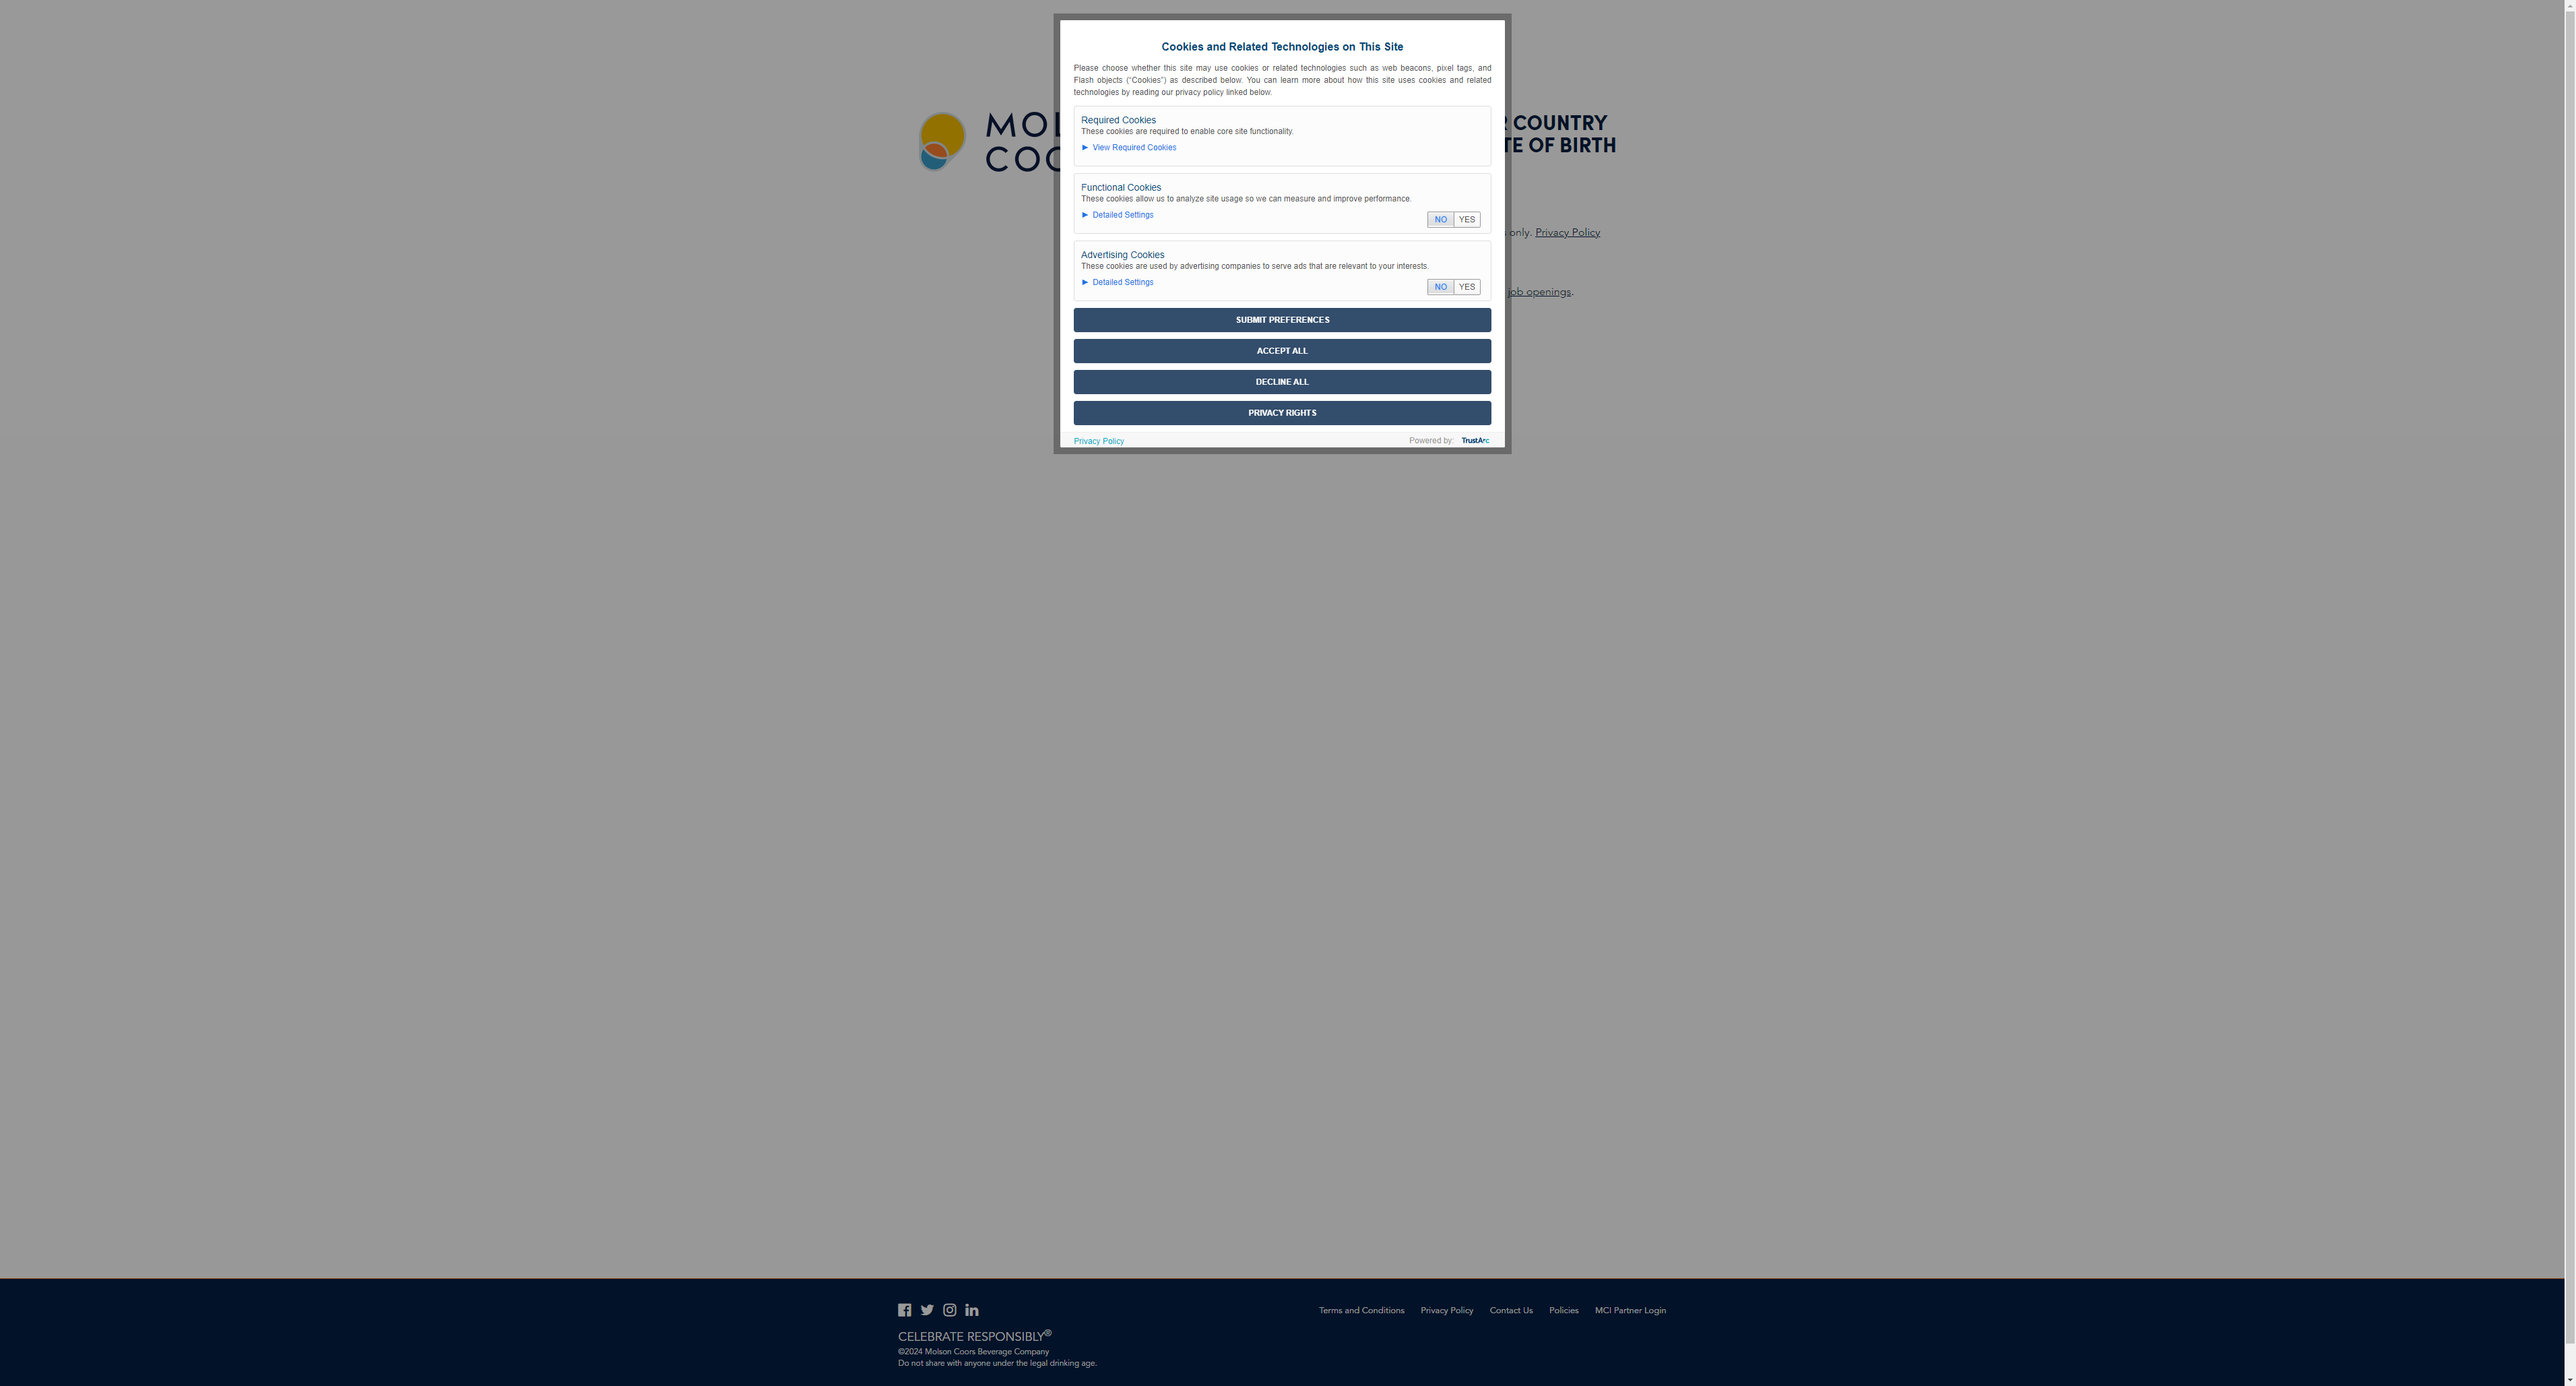 Cookies and Related Technologies on This Site
Please choose whether this site may use cookies or related technologies such as web beacons, pixel tags, and
Flash objects ("Cookies") as described below. You can learn more about how this site uses cookies and related
technologies by reading our privacy policy linked below.
Required Cookies
These cookies are required to enable core site functionality.
View Required Cookies
Functional Cookies
These cookies allow us to analyze site usage so we can measure and improve performance.
Detailed Settings
NO YES
Advertising Cookies
These cookies are used by advertising companies to serve ads that are relevant to your interests.
Detailed Settings
NO YES
SUBMIT PREFERENCES
ACCEPT ALL
DECLINE ALL
PRIVACY RIGHTS
Privacy Policy
Powered by: TrustArc
MOL
COO
COUNTRY
TE OF BIRTH
only. Privacy Policy
job openings.
Terms and Conditions Privacy Policy Contact Us Policies MCI Partner Login
CELEBRATE RESPONSIBLY®
©2024 Molson Coors Beverage Company
Do not share with anyone under the legal drinking age.